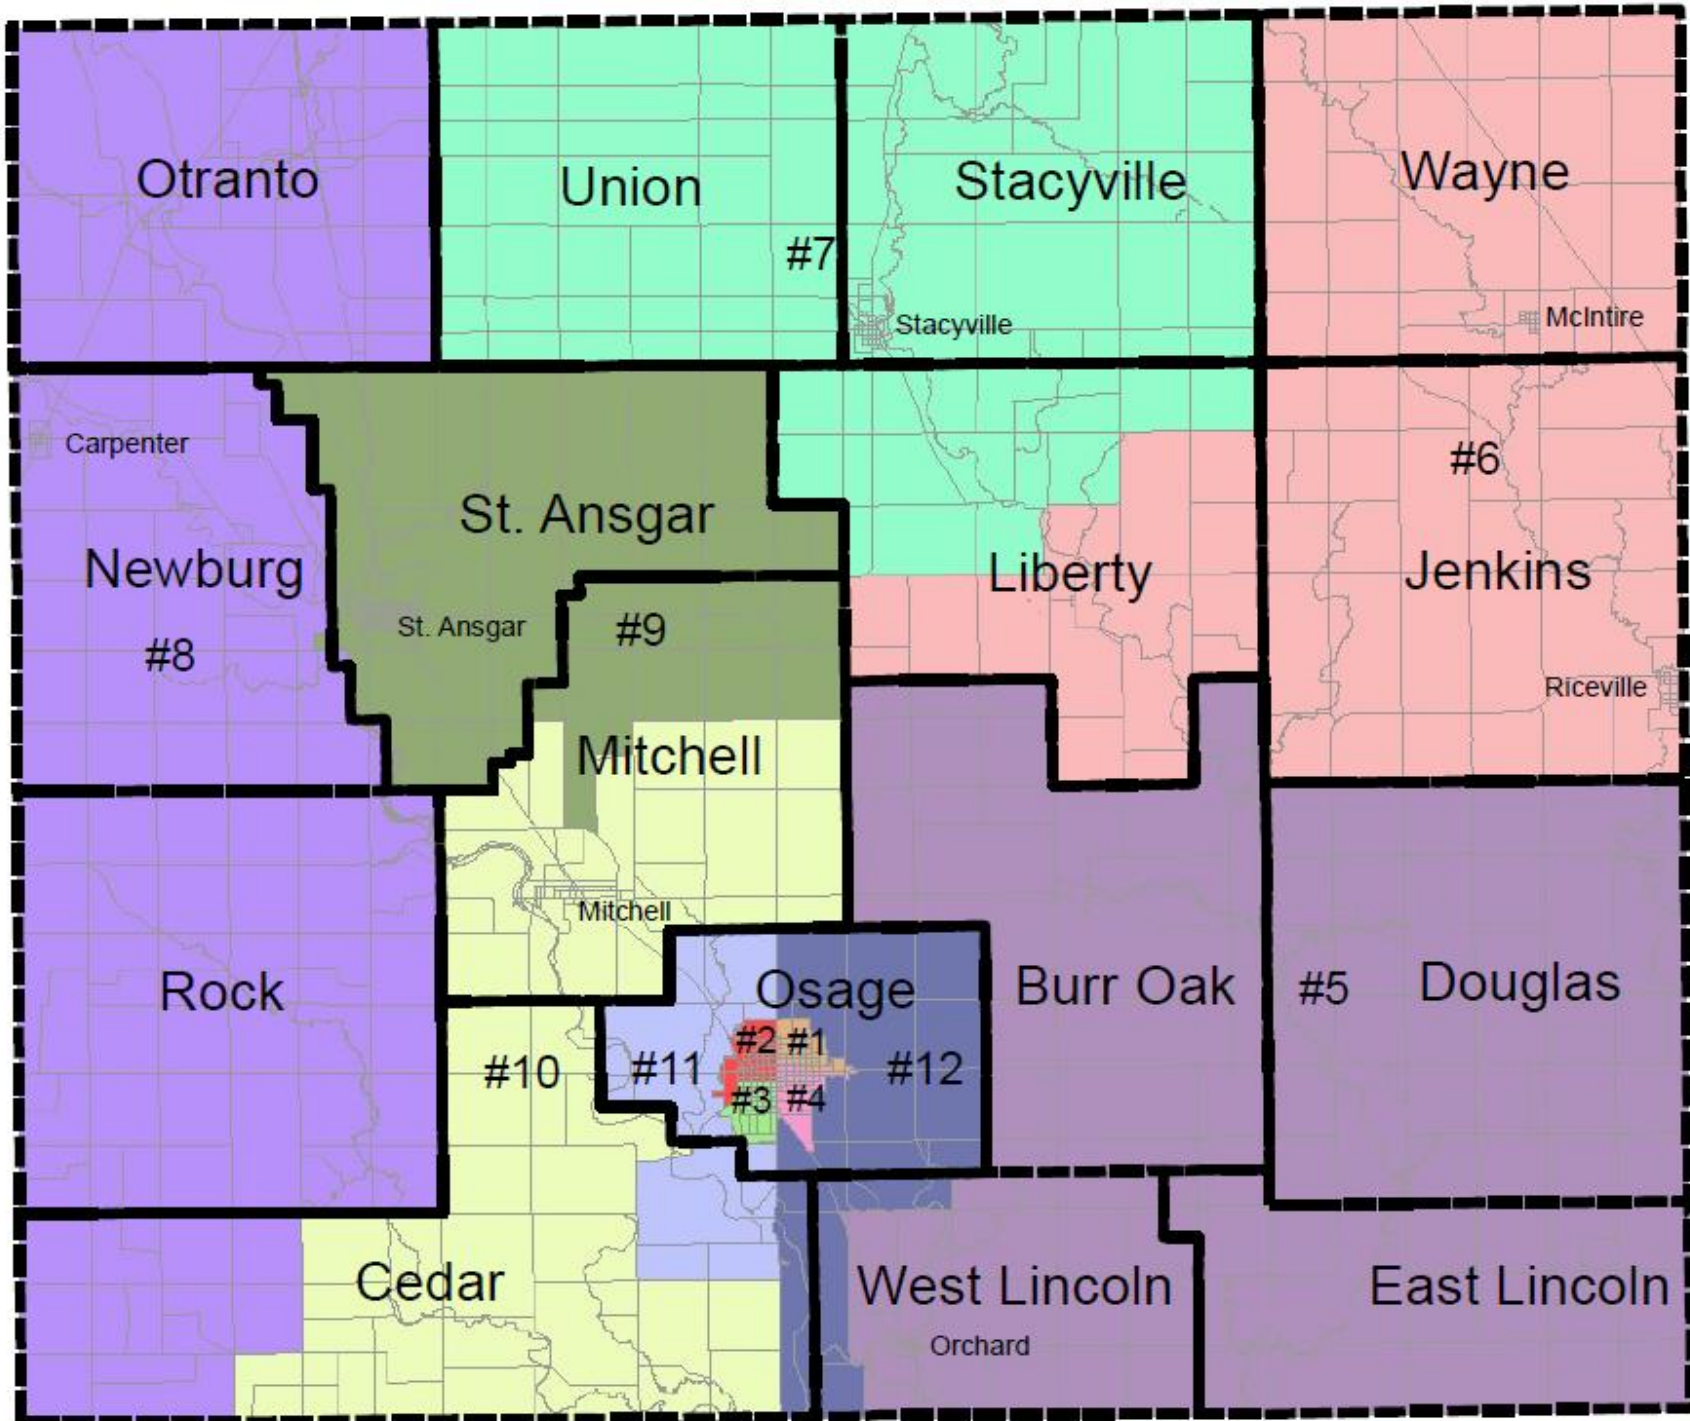 Otranto
Union
Stacyville
Wayne
#7
Stacyville
McIntire
Carpenter
#6
St. Ansgar
Newburg
Liberty
Jenkins
St. Ansgar
#9
#8
Riceville
Mitchell
Mitchell
Rock
Osage
Burr Oak
#5
Douglas
#2
#1
#10
#11
#12
#3
#4
Cedar
West Lincoln
East Lincoln
Orchard